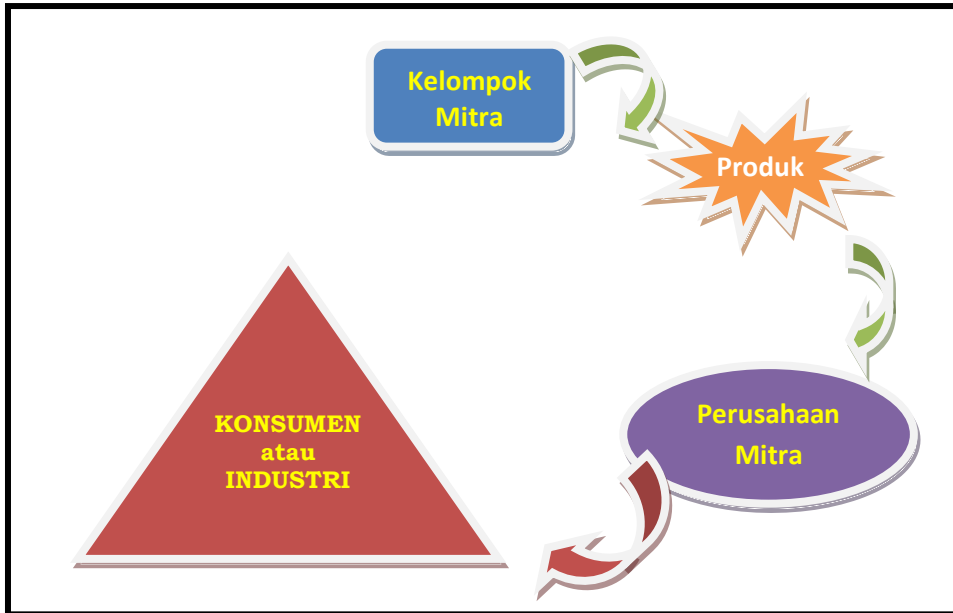 Kelompok
Mitra
Produk
Perusahaan
Mitra
KONSUMEN
atau
INDUSTRI